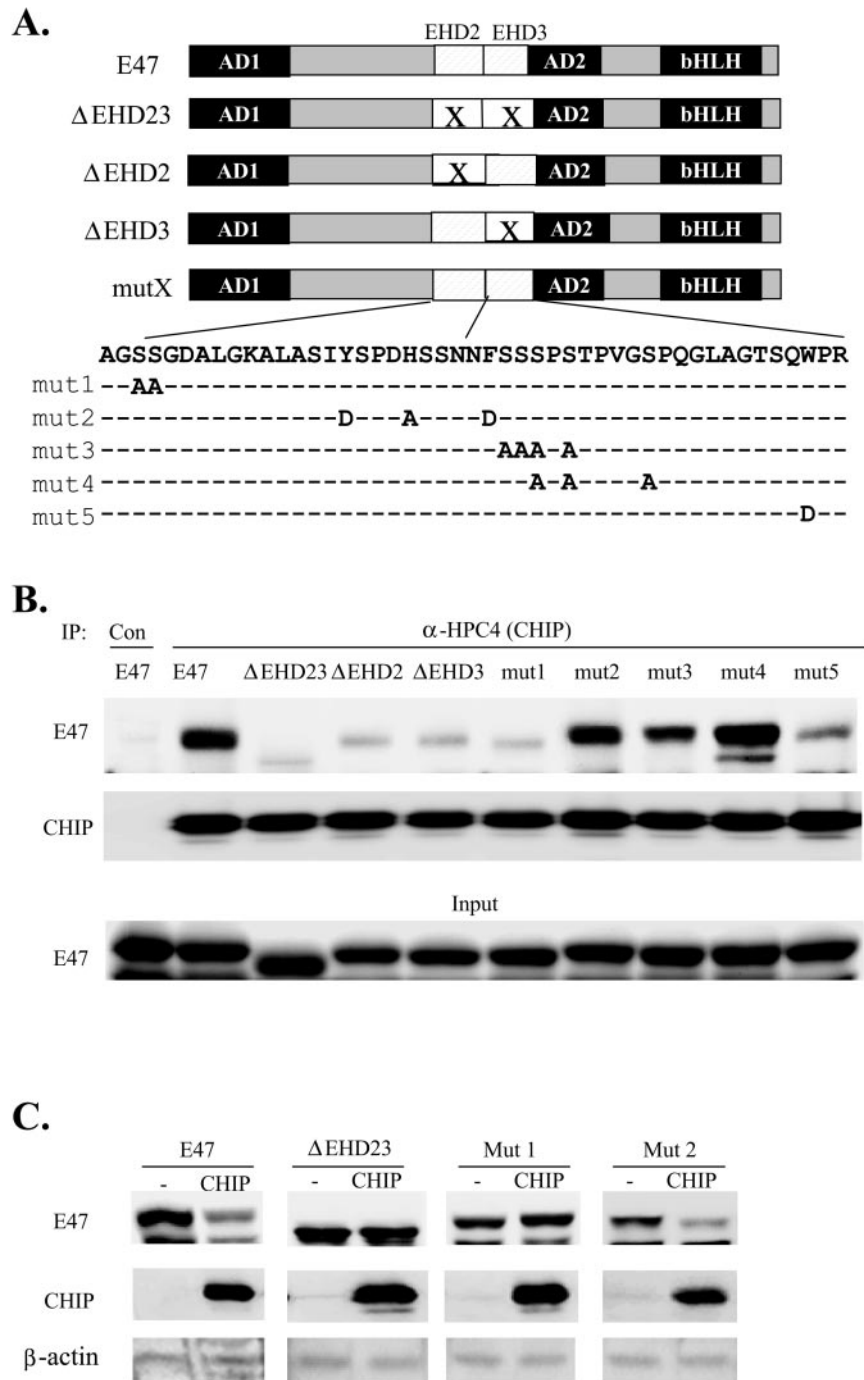 A.
EHD2 EHD3
E47 AD1 AD2 bHLH
ΔEHD23 AD1 X X AD2 bHLH
ΔEHD2 AD1 X AD2 bHLH
ΔEHD3 AD1 X AD2 bHLH
mutX AD1 AD2 bHLH
AGSSGDALGKALASIYSPDHSSNNFSSSPSTPVGSPQGLAGTSQWPR
mut1 --AA-------------------------------------------
mut2 ---------------D---A----D----------------------
mut3 -------------------------AAA-A-----------------
mut4 ---------------------------A-A----A------------
mut5 --------------------------------------------D--
B.
IP: Con α-HPC4 (CHIP)
E47 E47 ΔEHD23 ΔEHD2 ΔEHD3 mut1 mut2 mut3 mut4 mut5
E47
CHIP
Input
E47
C.
E47 ΔEHD23 Mut 1 Mut 2
- CHIP - CHIP - CHIP - CHIP
E47
CHIP
β-actin